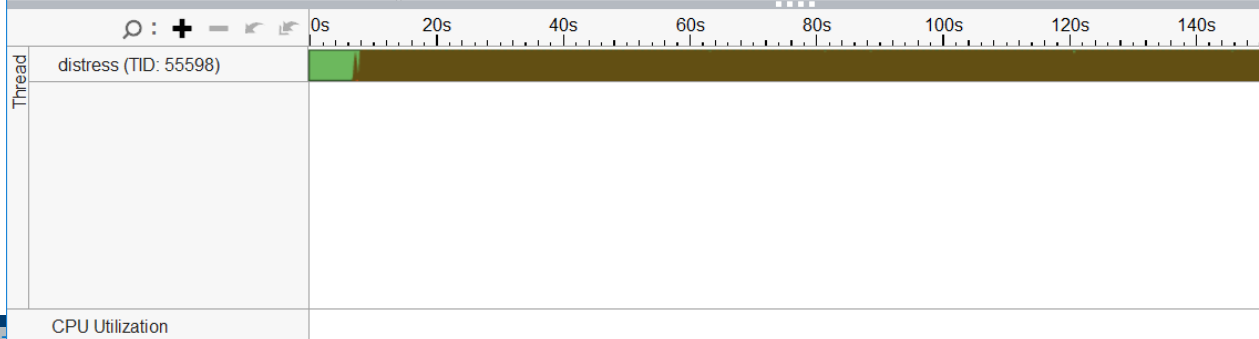 0s 20s 40s 60s 80s 100s 120s 140s
Thread
distress (TID: 55598)
CPU Utilization